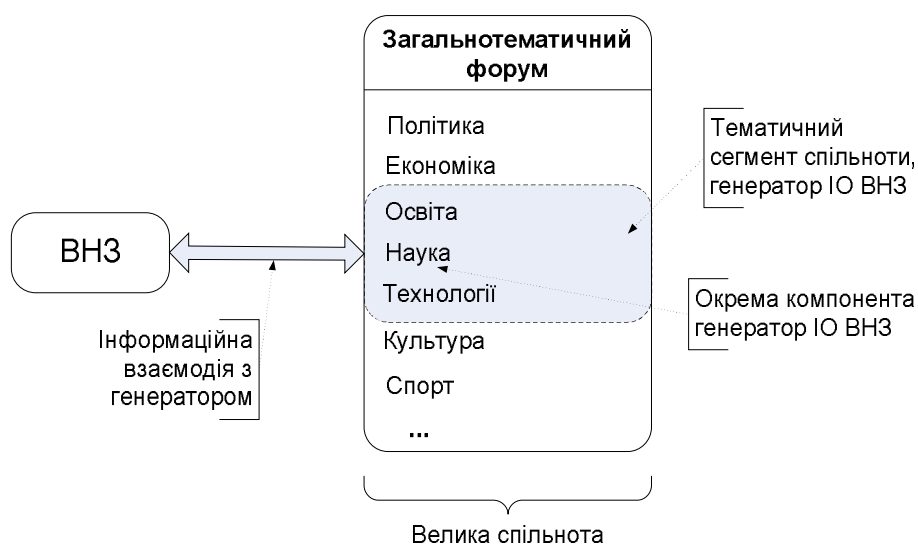 Загальнотематичний
форум
Політика
Економіка
Освіта
Наука
Технології
Культура
Спорт
...
ВНЗ
Інформаційна
взаємодія з
генератором
Тематичний
сегмент спільноти,
генератор ІО ВНЗ
Окрема компонента
генератор ІО ВНЗ
Велика спільнота